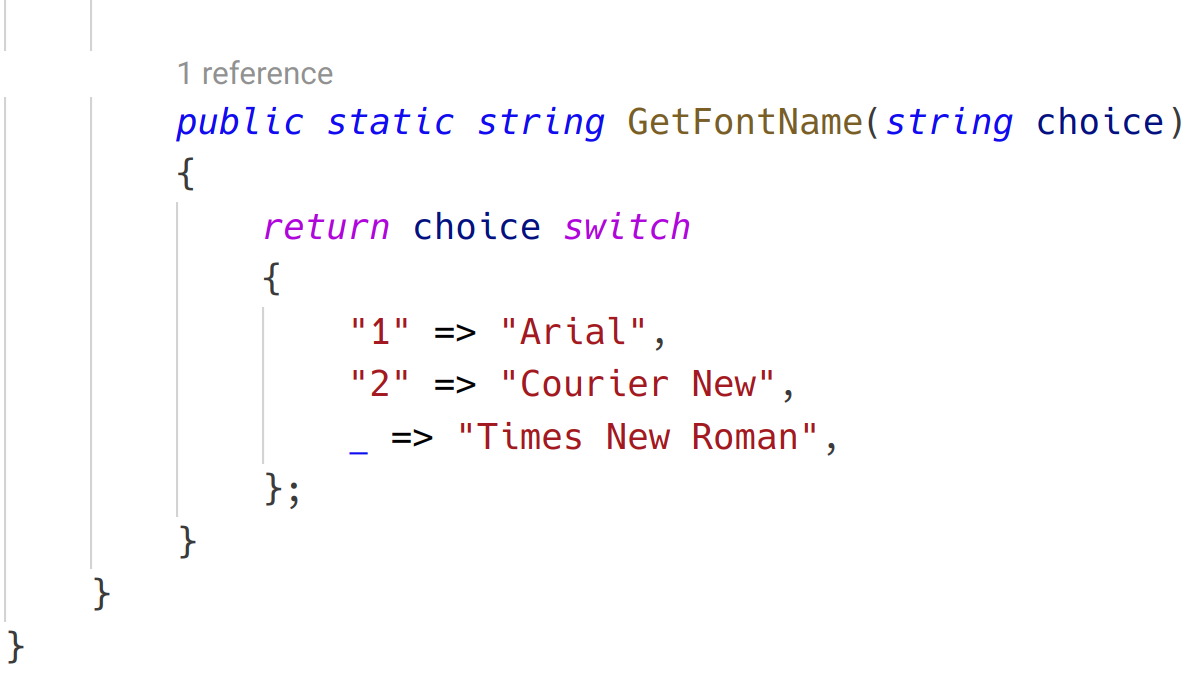 1 reference
public static string GetFontName(string choice)
{
return choice switch
{
"1" => "Arial",
"2" => "Courier New",
_ => "Times New Roman",
};
}
}
}